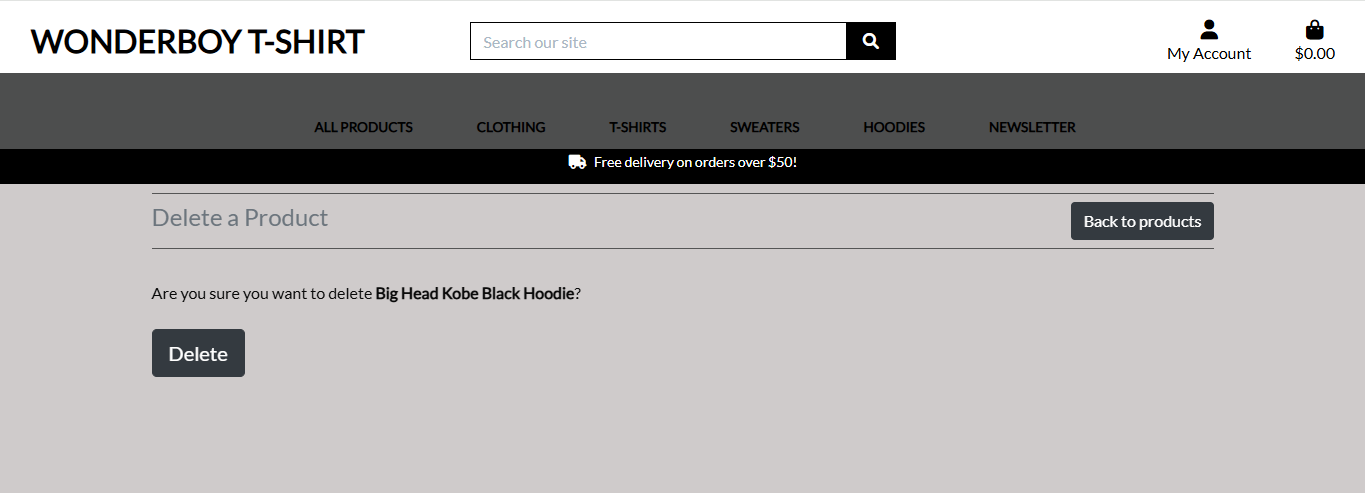 WONDERBOY T-SHIRT
Search our site
My Account
$0.00
ALL PRODUCTS CLOTHING T-SHIRTS SWEATERS HOODIES NEWSLETTER
Free delivery on orders over $50!
Delete a Product
Back to products
Are you sure you want to delete Big Head Kobe Black Hoodie?
Delete